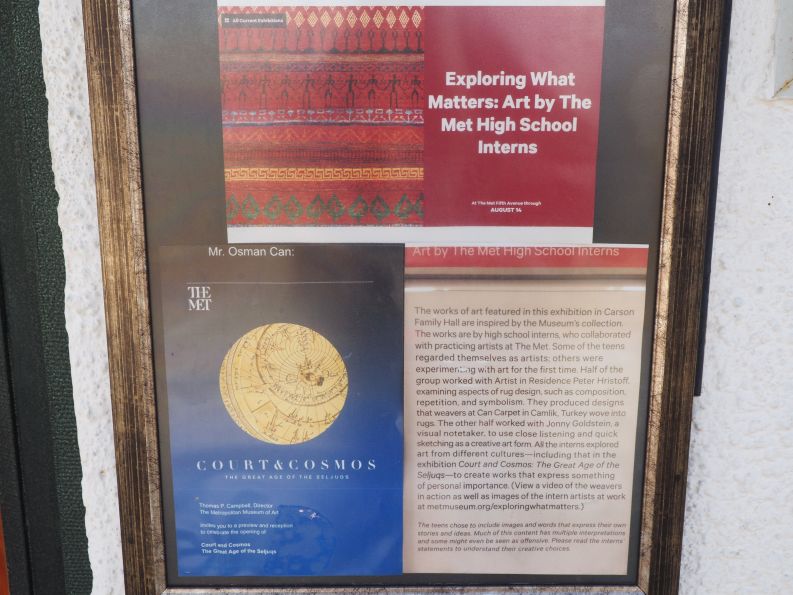 All Current Exhibitions
Exploring What
Matters: Art by The
Met High School
Interns
At The Met Fifth Avenue through
AUGUST 14
Mr. Osman Can:
THE
MET
COURT & COSMOS
THE GREAT AGE OF THE SELJUQS
Thomas P. Campbell, Director
The Metropolitan Museum of Art
invites you to a preview and reception
to celebrate the opening of
Court and Cosmos
The Great Age of the Seljuqs
Art by The Met High School Interns
The works of art featured in this exhibition in Carson
Family Hall are inspired by the Museum's collection.
The works are by high school interns, who collaborated
with practicing artists at The Met. Some of the teens
regarded themselves as artists; others were
experimenting with art for the first time. Half of the
group worked with Artist in Residence Peter Hristoff,
examining aspects of rug design, such as composition,
repetition, and symbolism. They produced designs
that weavers at Can Carpet in Camlik, Turkey wove into
rugs. The other half worked with Jonny Goldstein, a
visual notetaker, to use close listening and quick
sketching as a creative art form. All the interns explored
art from different cultures—including that in the
exhibition Court and Cosmos: The Great Age of the
Seljuqs—to create works that express something
of personal importance. (View a video of the weavers
in action as well as images of the intern artists at work
at metmuseum.org/exploringwhatmatters.)
The teens chose to include images and words that express their own
stories and ideas. Much of this content has multiple interpretations
and some might even be seen as offensive. Please read the interns'
statements to understand their creative choices.